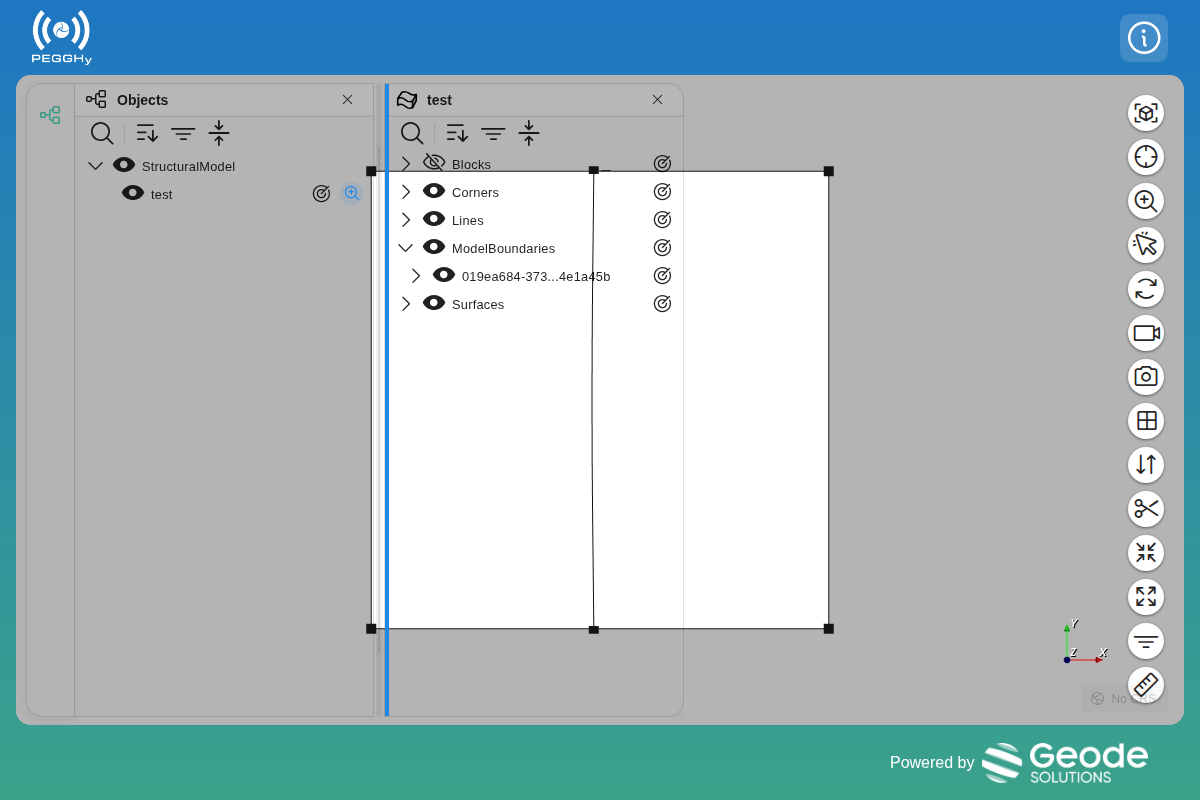 PEGGHy
Objects
test
StructuralModel
test
Blocks
Corners
Lines
ModelBoundaries
019ea684-373...4e1a45b
Surfaces
Y
Z
X
No CRS
Powered by
Geode
SOLUTIONS